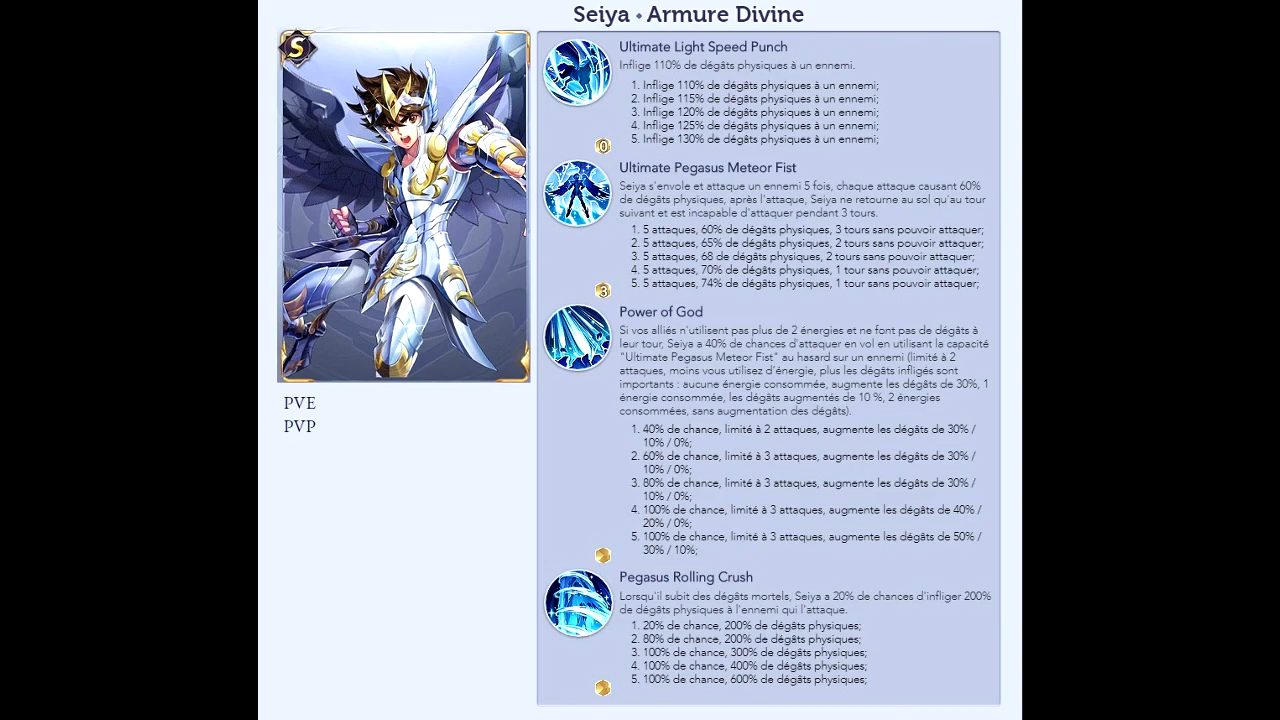 Seiya • Armure Divine
S
Ultimate Light Speed Punch
Inflige 110% de dégâts physiques à un ennemi.
1. Inflige 110% de dégâts physiques à un ennemi;
2. Inflige 115% de dégâts physiques à un ennemi;
3. Inflige 120% de dégâts physiques à un ennemi;
4. Inflige 125% de dégâts physiques à un ennemi;
5. Inflige 130% de dégâts physiques à un ennemi;
0
Ultimate Pegasus Meteor Fist
Seiya s'envole et attaque un ennemi 5 fois, chaque attaque causant 60%
de dégâts physiques, après l'attaque, Seiya ne retourne au sol qu'au tour
suivant et est incapable d'attaquer pendant 3 tours.
1. 5 attaques, 60% de dégâts physiques, 3 tours sans pouvoir attaquer;
2. 5 attaques, 65% de dégâts physiques, 2 tours sans pouvoir attaquer;
3. 5 attaques, 68 de dégâts physiques, 2 tours sans pouvoir attaquer;
4. 5 attaques, 70% de dégâts physiques, 1 tour sans pouvoir attaquer;
5. 5 attaques, 74% de dégâts physiques, 1 tour sans pouvoir attaquer;
3
Power of God
Si vos alliés n'utilisent pas plus de 2 énergies et ne font pas de dégâts à
leur tour, Seiya a 40% de chances d'attaquer en vol en utilisant la capacité
"Ultimate Pegasus Meteor Fist" au hasard sur un ennemi (limité à 2
attaques, moins vous utilisez d'énergie, plus les dégâts infligés sont
importants : aucune énergie consommée, augmente les dégâts de 30%, 1
énergie consommée, les dégâts augmentés de 10 %, 2 énergies
consommées, sans augmentation des dégâts).
1. 40% de chance, limité à 2 attaques, augmente les dégâts de 30% /
10% / 0%;
2. 60% de chance, limité à 3 attaques, augmente les dégâts de 30% /
10% / 0%;
3. 80% de chance, limité à 3 attaques, augmente les dégâts de 30% /
10% / 0%;
4. 100% de chance, limité à 3 attaques, augmente les dégâts de 40% /
20% / 0%;
5. 100% de chance, limité à 3 attaques, augmente les dégâts de 50% /
30% / 10%;
Pegasus Rolling Crush
Lorsqu'il subit des dégâts mortels, Seiya a 20% de chances d'infliger 200%
de dégâts physiques à l'ennemi qui l'attaque.
1. 20% de chance, 200% de dégâts physiques;
2. 80% de chance, 200% de dégâts physiques;
3. 100% de chance, 300% de dégâts physiques;
4. 100% de chance, 400% de dégâts physiques;
5. 100% de chance, 600% de dégâts physiques;
PVE
PVP